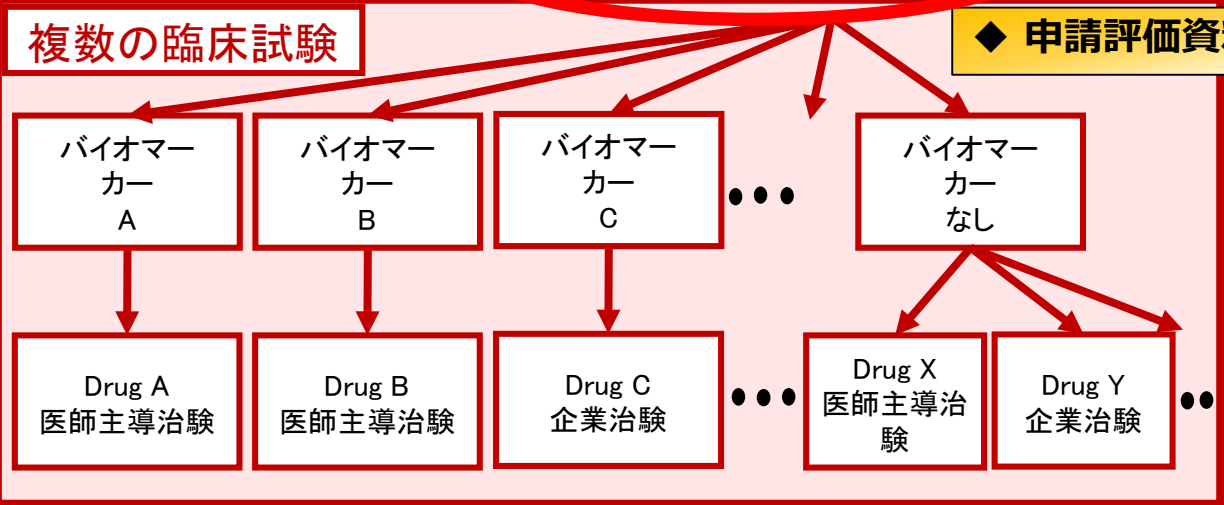 複数の臨床試験
◆ 申請評価資
バイオマー
カー
A
バイオマー
カー
B
バイオマー
カー
C
バイオマー
カー
なし
Drug A
医師主導治験
Drug B
医師主導治験
Drug C
企業治験
Drug X
医師主導治
験
Drug Y
企業治験